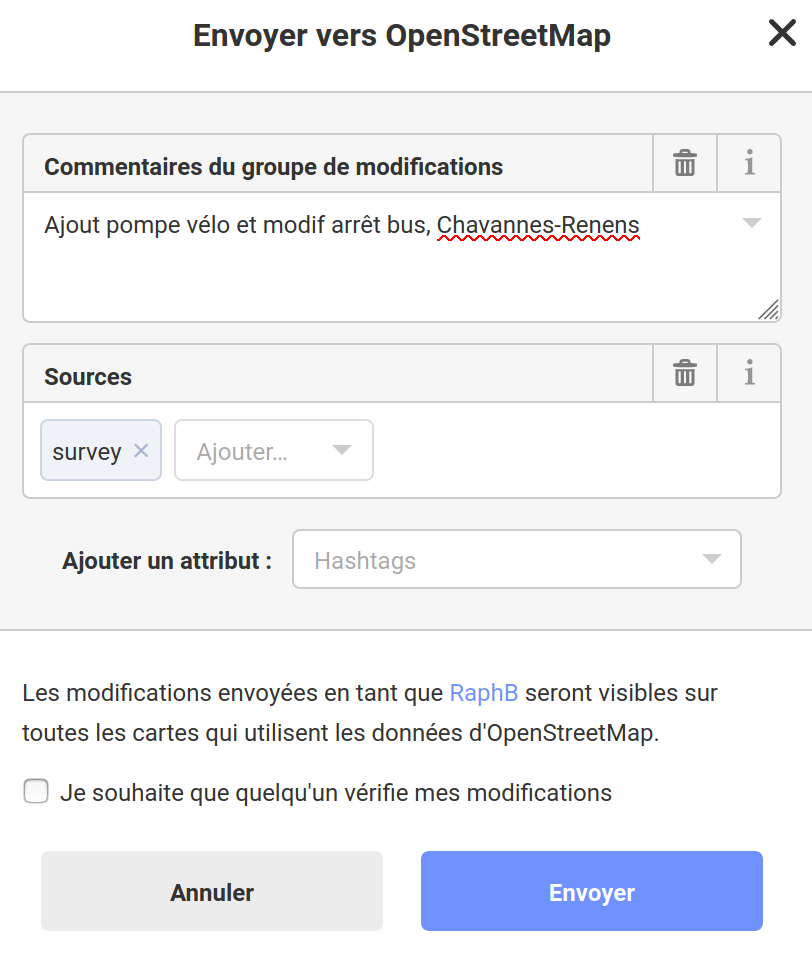 Envoyer vers OpenStreetMap
Commentaires du groupe de modifications
Ajout pompe vélo et modif arrêt bus, Chavannes-Renens
Sources
survey
Ajouter...
Ajouter un attribut :
Hashtags
Les modifications envoyées en tant que RaphB seront visibles sur
toutes les cartes qui utilisent les données d'OpenStreetMap.
Je souhaite que quelqu'un vérifie mes modifications
Annuler
Envoyer